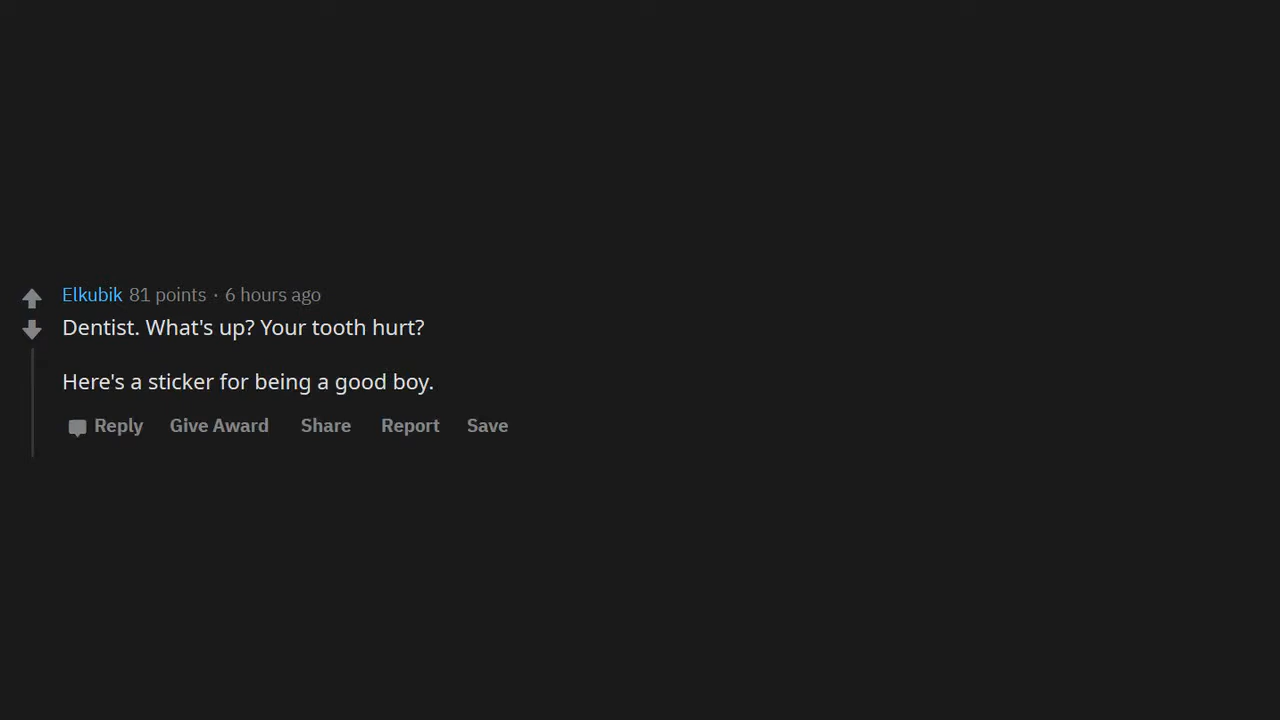 Elkubik 81 points · 6 hours ago
Dentist. What's up? Your tooth hurt?
Here's a sticker for being a good boy.
Reply Give Award Share Report Save